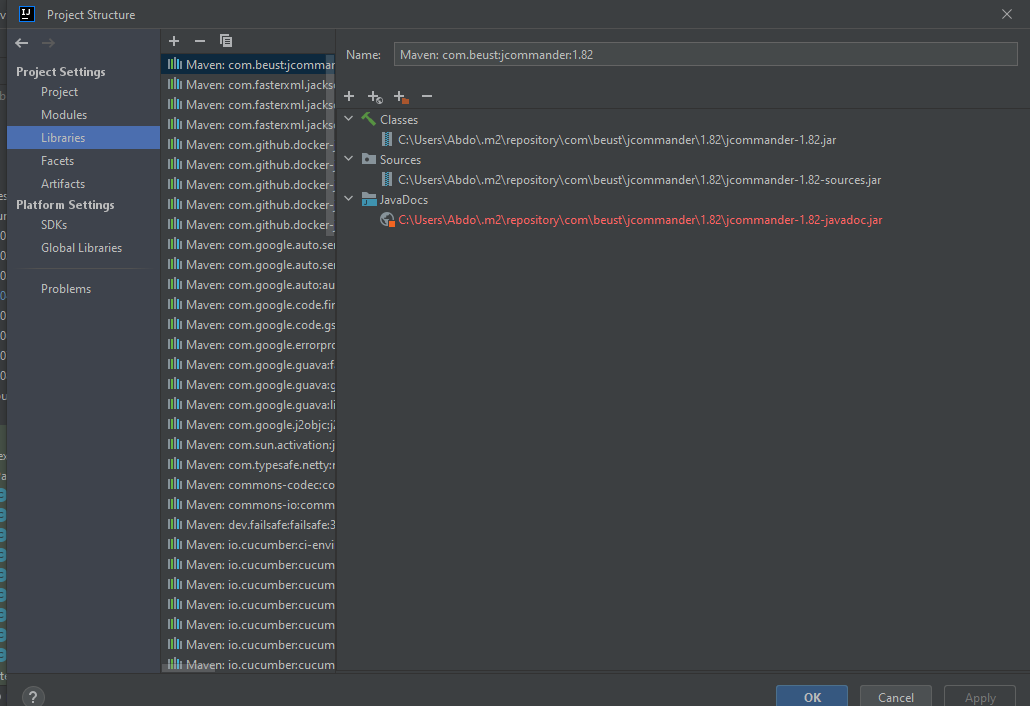 IJ
Project Structure
Project Settings
Project
Modules
Libraries
Facets
Artifacts
Platform Settings
SDKs
Global Libraries
Problems
Maven: com.beust:jcomman
Maven: com.fasterxml.jacks
Maven: com.fasterxml.jacks
Maven: com.fasterxml.jacks
Maven: com.github.docker-
Maven: com.github.docker-
Maven: com.github.docker-
Maven: com.github.docker-
Maven: com.github.docker-
Maven: com.google.auto.ser
Maven: com.google.auto.ser
Maven: com.google.auto:au
Maven: com.google.code.fin
Maven: com.google.code.gs
Maven: com.google.errorpro
Maven: com.google.guava:f
Maven: com.google.guava:g
Maven: com.google.guava:li
Maven: com.google.j2objc:j2
Maven: com.sun.activation:j
Maven: com.typesafe.netty:r
Maven: commons-codec:co
Maven: commons-io:comm
Maven: dev.failsafe:failsafe:3
Maven: io.cucumber:ci-envi
Maven: io.cucumber:cucum
Maven: io.cucumber:cucum
Maven: io.cucumber:cucum
Maven: io.cucumber:cucum
Maven: io.cucumber:cucum
Maven: io.cucumber:cucum
Name: Maven: com.beust:jcommander:1.82
Classes
C:\Users\Abdo\.m2\repository\com\beust\jcommander\1.82\jcommander-1.82.jar
Sources
C:\Users\Abdo\.m2\repository\com\beust\jcommander\1.82\jcommander-1.82-sources.jar
JavaDocs
C:\Users\Abdo\.m2\repository\com\beust\jcommander\1.82\jcommander-1.82-javadoc.jar
?
OK
Cancel
Apply